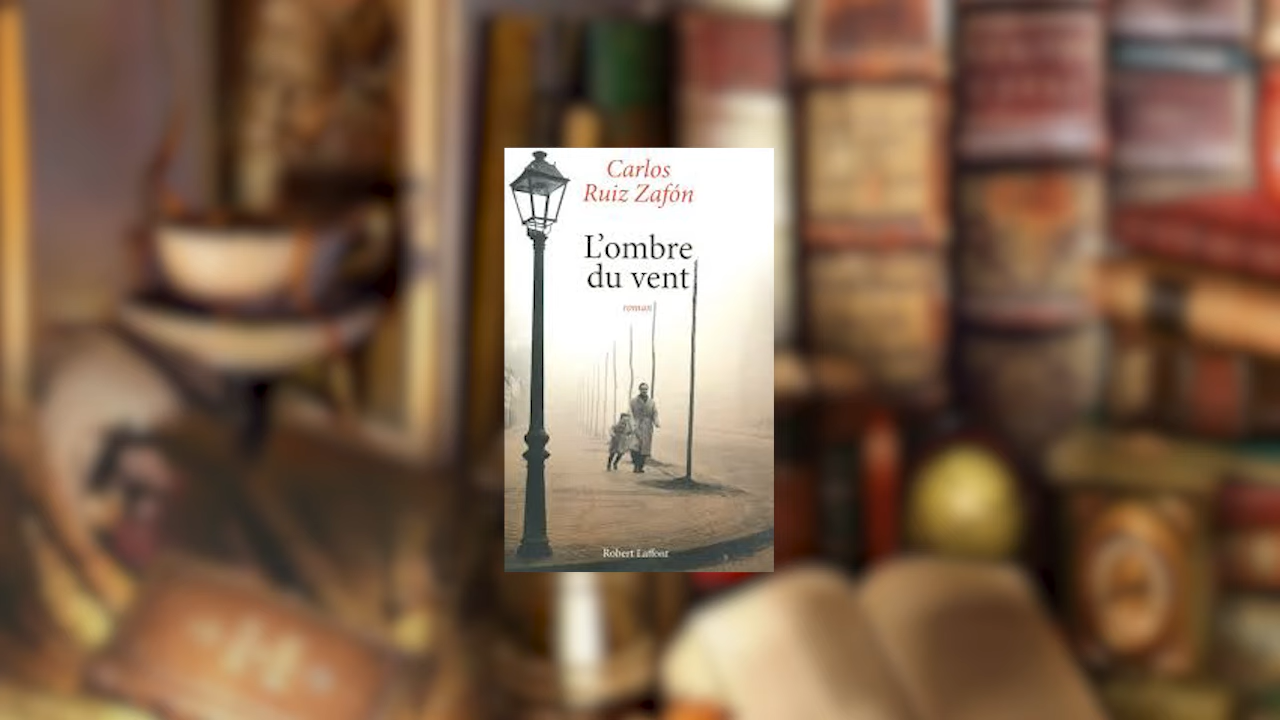 Carlos
Ruiz Zafón
L'ombre
du vent
roman
Robert Laffont